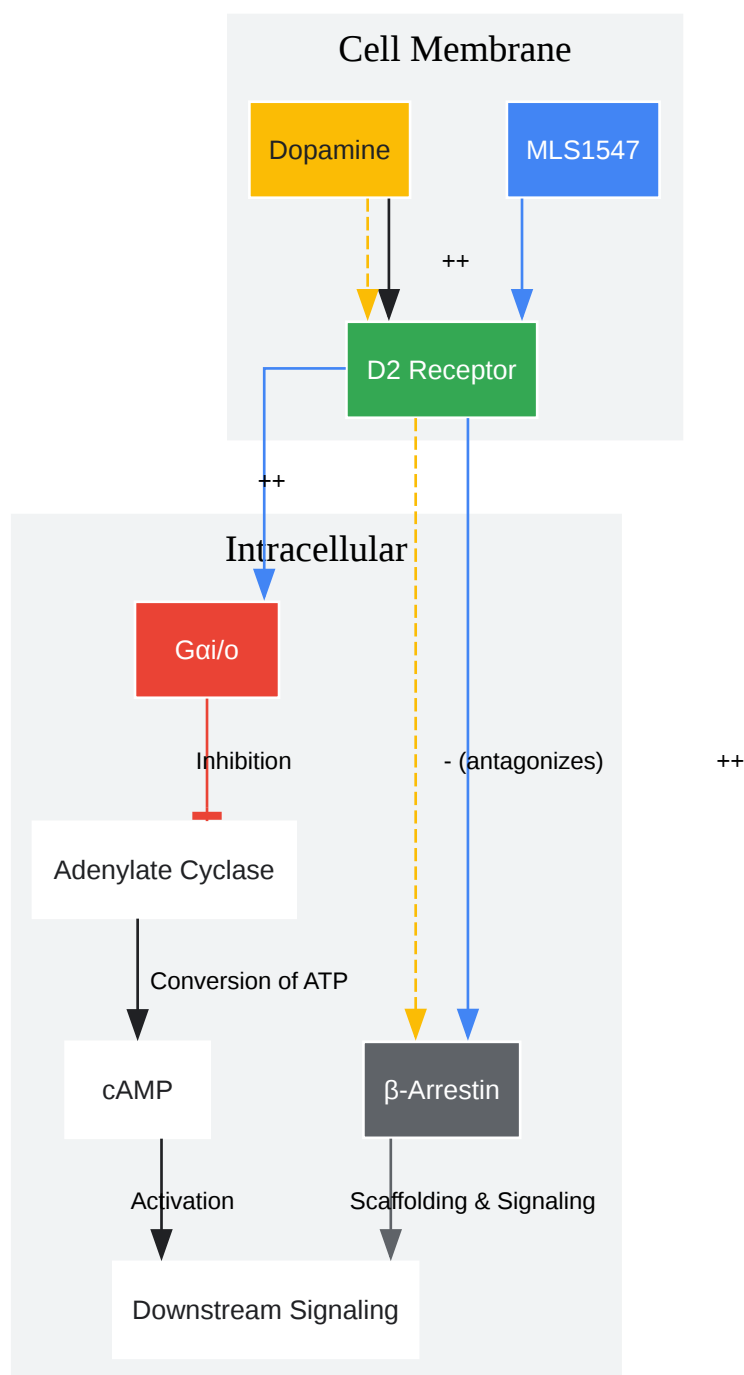 Cell Membrane
Dopamine
MLS1547
++
D2 Receptor
++
Intracellular
Gαi/o
Inhibition
- (antagonizes)
++
Adenylate Cyclase
Conversion of ATP
cAMP
β-Arrestin
Activation
Scaffolding & Signaling
Downstream Signaling